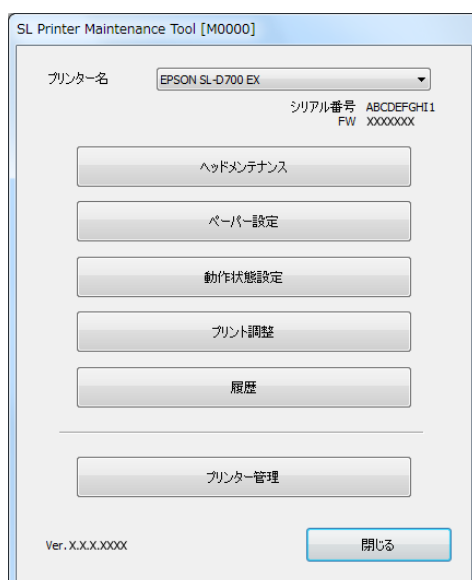 SL Printer Maintenance Tool [M0000]
プリンター名 EPSON SL-D700 EX
シリアル番号 ABCDEFGHI1
FW XXXXXXX
ヘッドメンテナンス
ペーパー設定
動作状態設定
プリント調整
履歴
プリンター管理
Ver.X.X.X.XXXX 閉じる